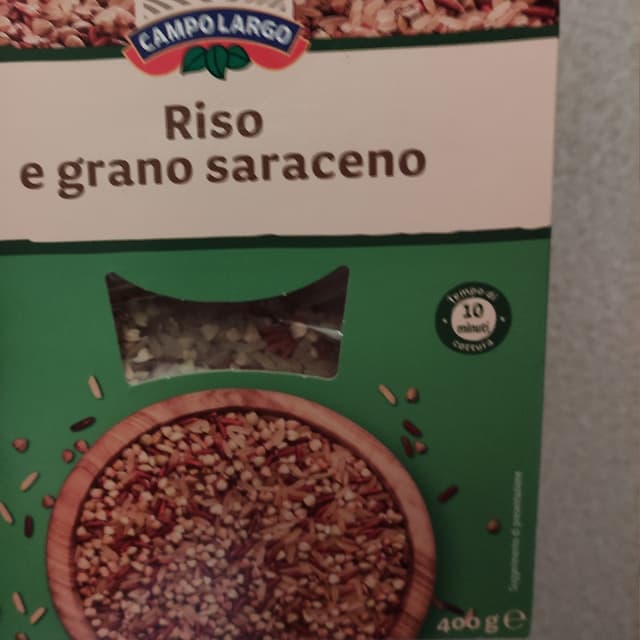 CAMPO LARGO
Riso
e grano saraceno
tempo di
10
minuti
cottura
Suggerimento di presentazione
400 g ℮